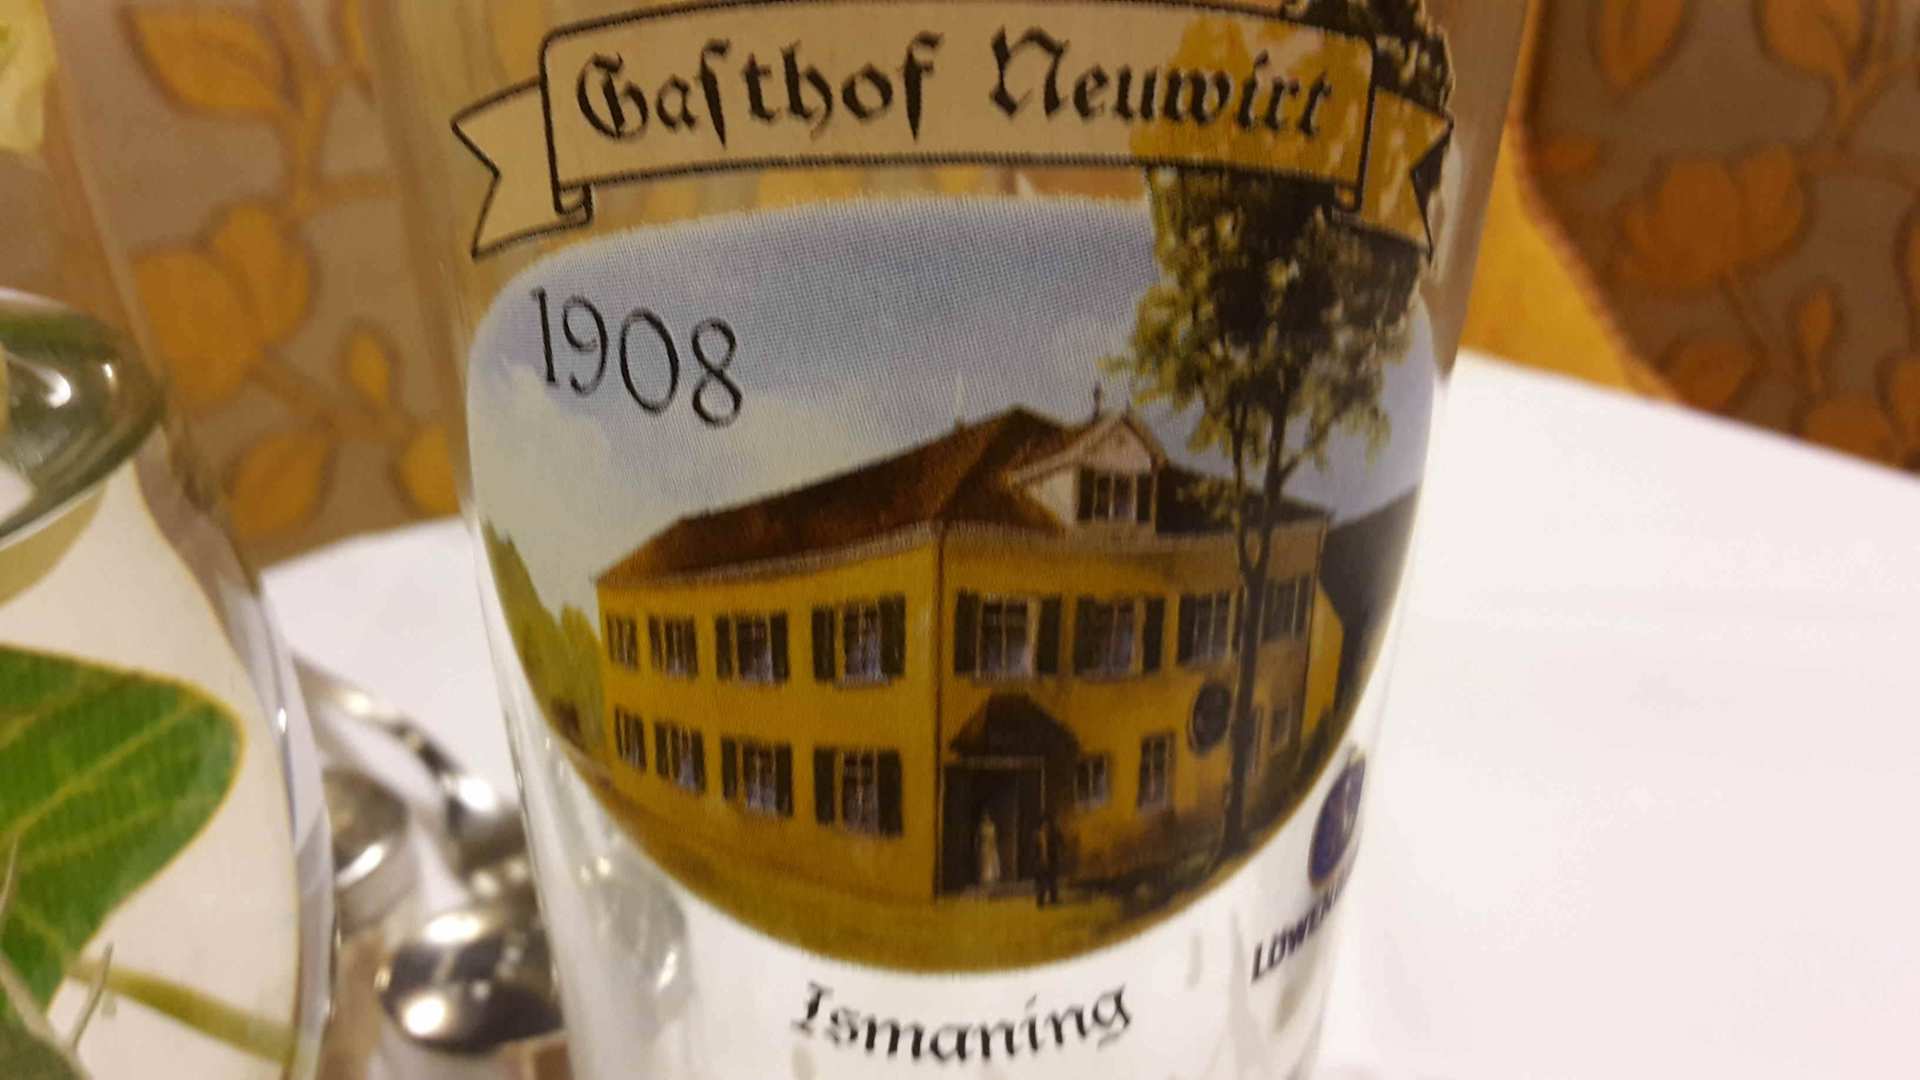 Gasthof Neuwirt
1908
Ismaning